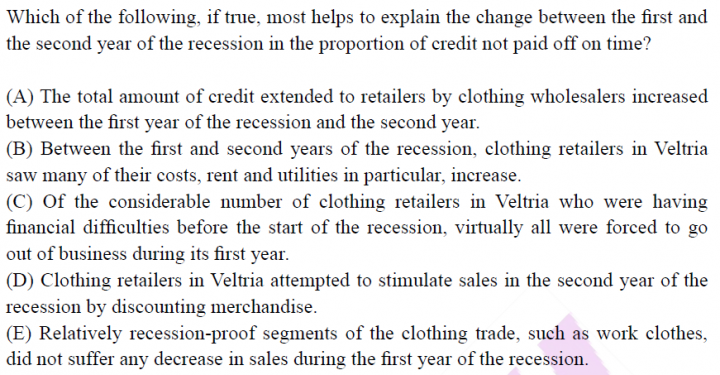 Which of the following, if true, most helps to explain the change between the first and
the second year of the recession in the proportion of credit not paid off on time?
(A) The total amount of credit extended to retailers by clothing wholesalers increased
between the first year of the recession and the second year.
(B) Between the first and second years of the recession, clothing retailers in Veltria
saw many of their costs, rent and utilities in particular, increase.
(C) Of the considerable number of clothing retailers in Veltria who were having
financial difficulties before the start of the recession, virtually all were forced to go
out of business during its first year.
(D) Clothing retailers in Veltria attempted to stimulate sales in the second year of the
recession by discounting merchandise.
(E) Relatively recession-proof segments of the clothing trade, such as work clothes,
did not suffer any decrease in sales during the first year of the recession.